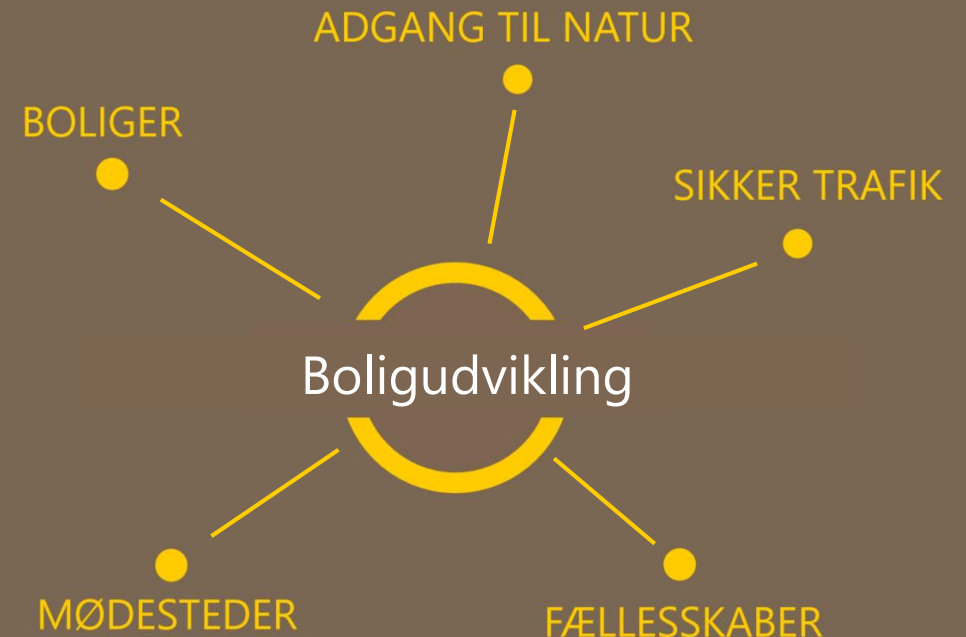 ADGANG TIL NATUR
BOLIGER
SIKKER TRAFIK
Boligudvikling
MØDESTEDER
FÆLLESSKABER